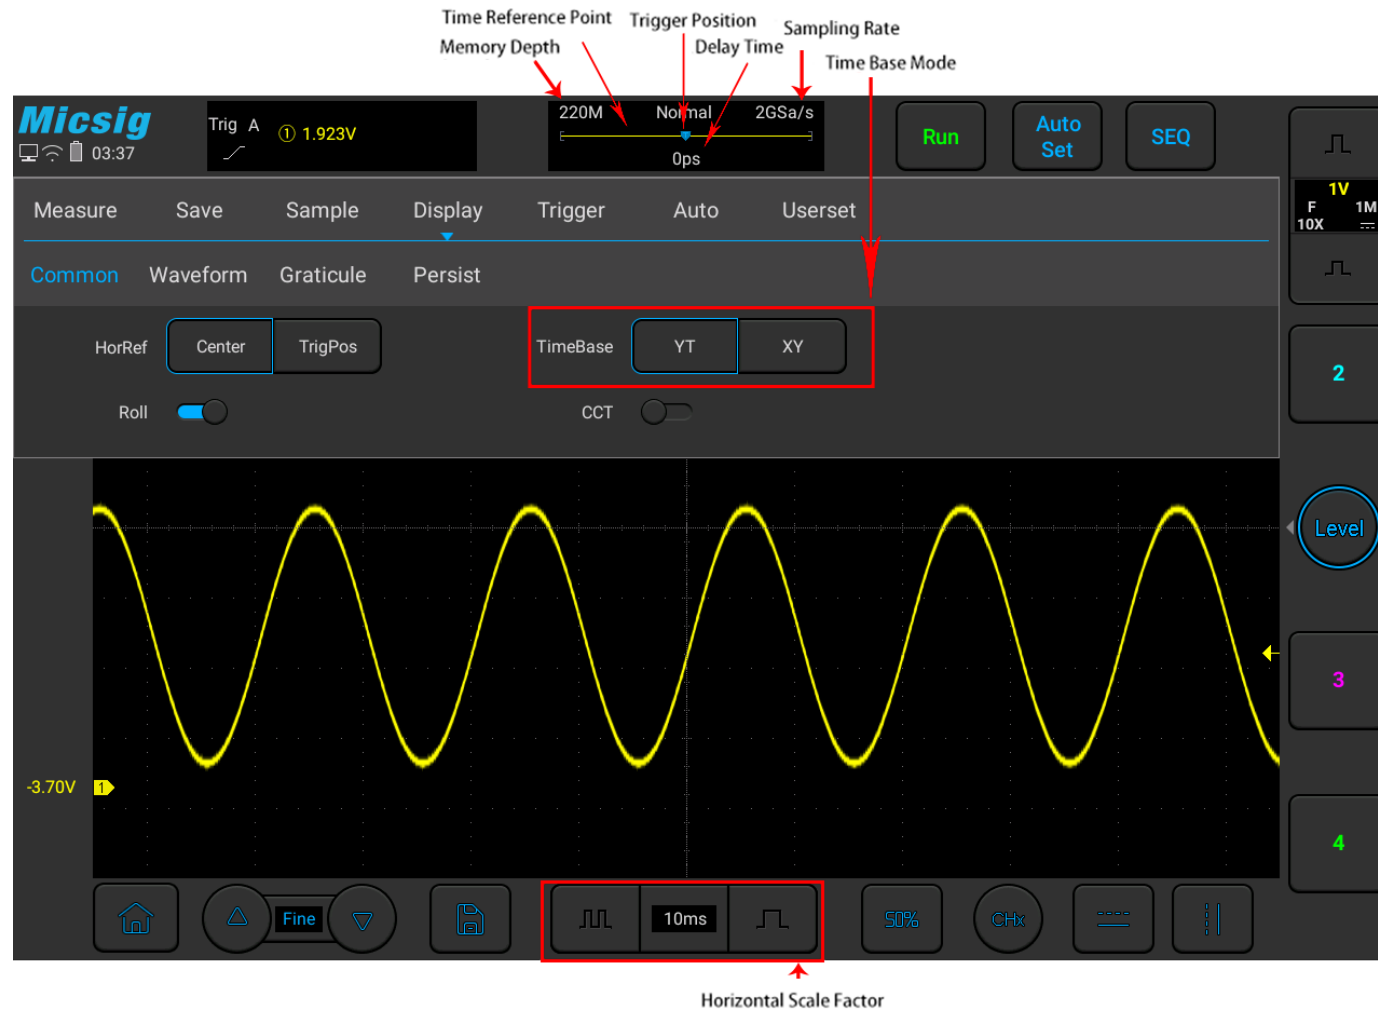 Time Reference Point
Trigger Position
Sampling Rate
Memory Depth
Delay Time
Time Base Mode
Micsig
03:37
Trig A
① 1.923V
220M Normal 2GSa/s
0ps
Run
Auto
Set
SEQ
Measure Save Sample Display Trigger Auto Userset
1V
F 1M
10X
Common Waveform Graticule Persist
HorRef Center TrigPos
TimeBase YT XY
Roll
CCT
2
Level
3
-3.70V 1
4
Fine
10ms
50%
CHx
Horizontal Scale Factor